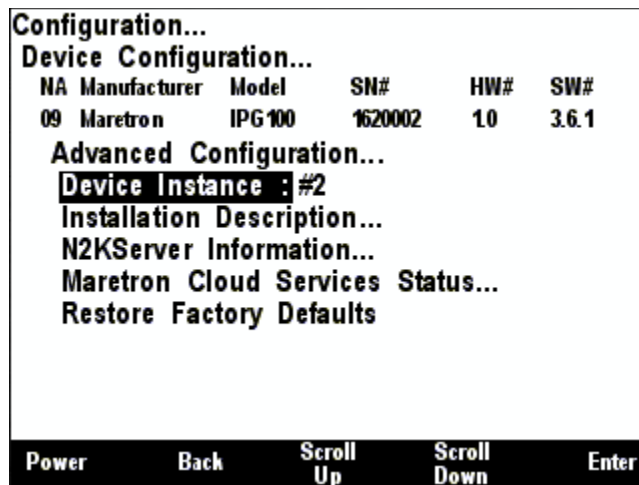 Configuration...
Device Configuration...
NA Manufacturer Model SN# HW# SW#
09 Maretron IPG100 1620002 1.0 3.6.1
Advanced Configuration...
Device Instance : #2
Installation Description...
N2KServer Information...
Maretron Cloud Services Status...
Restore Factory Defaults
Power Back Scroll Up Scroll Down Enter